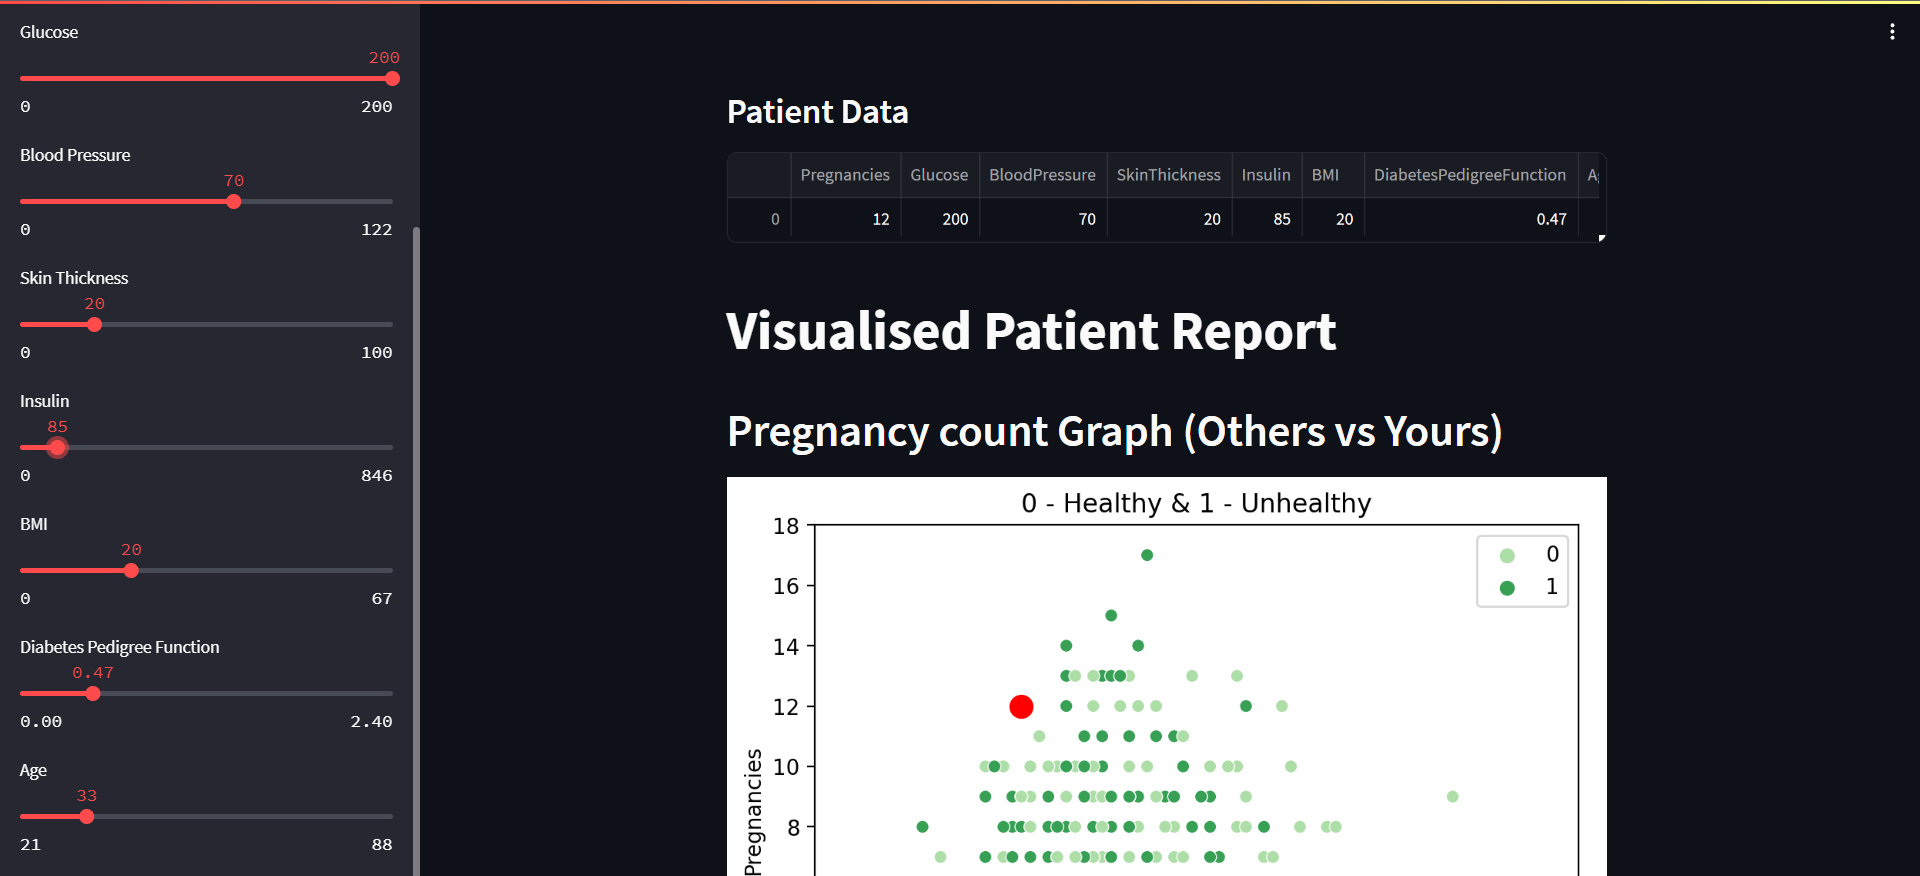 Glucose
200
0 200
Blood Pressure
70
0 122
Skin Thickness
20
0 100
Insulin
85
0 846
BMI
20
0 67
Diabetes Pedigree Function
0.47
0.00 2.40
Age
33
21 88
Patient Data
Pregnancies Glucose BloodPressure SkinThickness Insulin BMI DiabetesPedigreeFunction
0 12 200 70 20 85 20 0.47
Visualised Patient Report
Pregnancy count Graph (Others vs Yours)
0 - Healthy & 1 - Unhealthy
18
16
14
12
10
8
Pregnancies
0
1